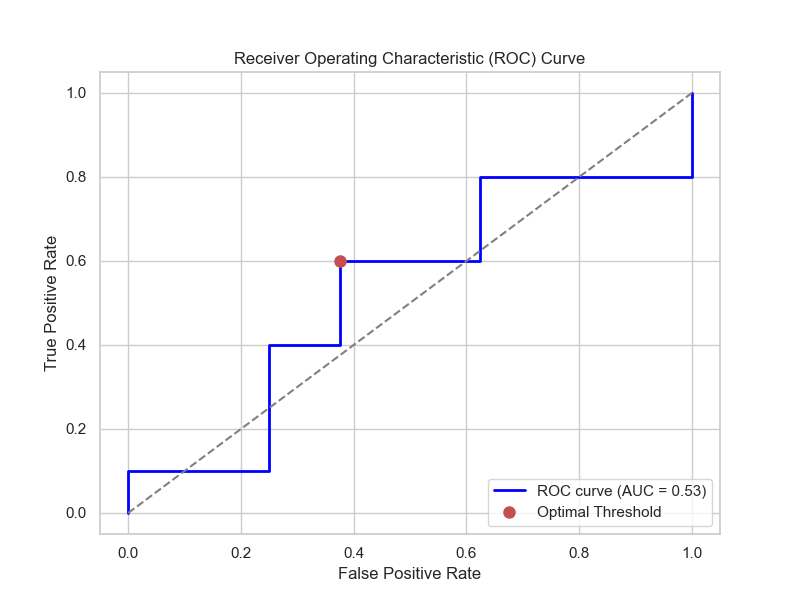 Receiver Operating Characteristic (ROC) Curve
True Positive Rate
1.0
0.8
0.6
0.4
0.2
0.0
0.0 0.2 0.4 0.6 0.8 1.0
False Positive Rate
ROC curve (AUC = 0.53)
Optimal Threshold